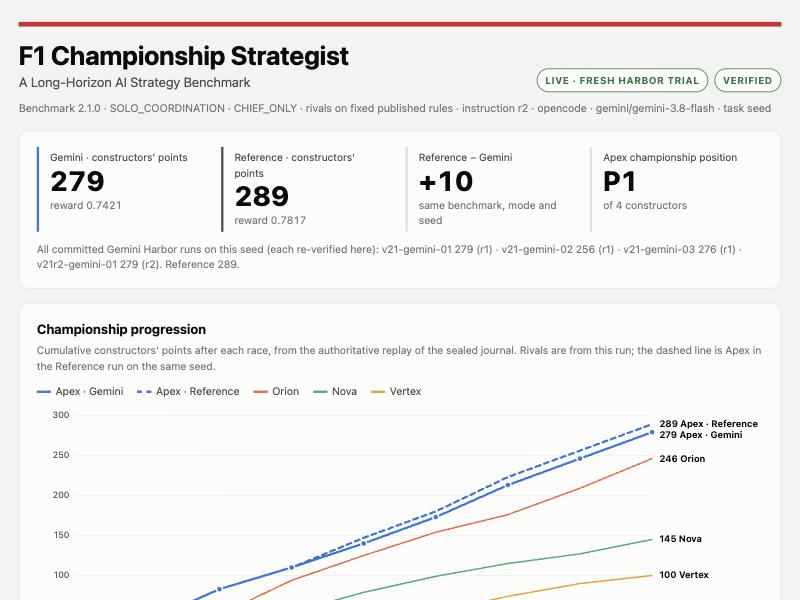 F1 Championship Strategist
A Long-Horizon AI Strategy Benchmark
LIVE · FRESH HARBOR TRIAL
VERIFIED
Benchmark 2.1.0 · SOLO_COORDINATION · CHIEF_ONLY · rivals on fixed published rules · instruction r2 · opencode · gemini/gemini-3.8-flash · task seed
Gemini · constructors' points
279
reward 0.7421
Reference · constructors'
points
289
reward 0.7817
Reference – Gemini
+10
same benchmark, mode and
seed
Apex championship position
P1
of 4 constructors
All committed Gemini Harbor runs on this seed (each re-verified here): v21-gemini-01 279 (r1) · v21-gemini-02 256 (r1) · v21-gemini-03 276 (r1) ·
v21r2-gemini-01 279 (r2). Reference 289.
Championship progression
Cumulative constructors' points after each race, from the authoritative replay of the sealed journal. Rivals are from this run; the dashed line is Apex in
the Reference run on the same seed.
Apex · Gemini
Apex · Reference
Orion
Nova
Vertex
300
250
200
150
100
289 Apex · Reference
279 Apex · Gemini
246 Orion
145 Nova
100 Vertex